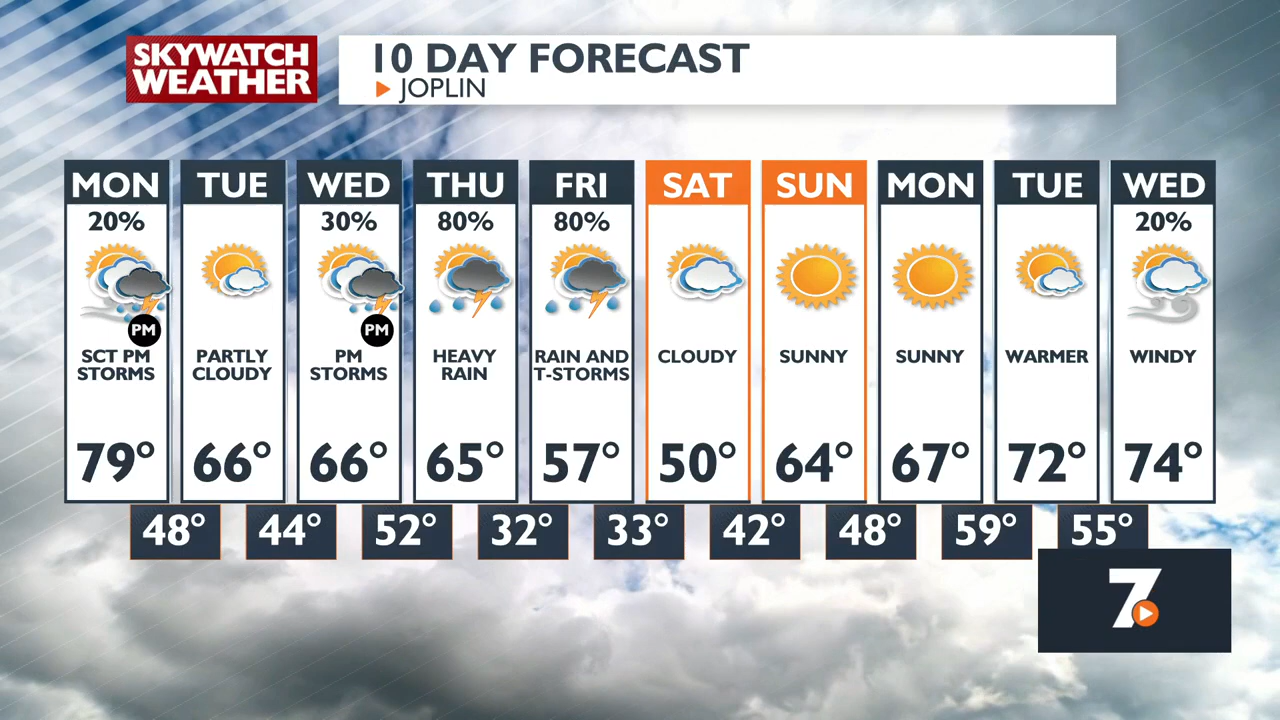 SKYWATCH
WEATHER
10 DAY FORECAST
JOPLIN
MON TUE WED THU FRI SAT SUN MON TUE WED
20% 30% 80% 80% 20%
PM PM
SCT PM PARTLY PM HEAVY RAIN AND CLOUDY SUNNY SUNNY WARMER WINDY
STORMS CLOUDY STORMS RAIN T-STORMS
79° 66° 66° 65° 57° 50° 64° 67° 72° 74°
48° 44° 52° 32° 33° 42° 48° 59° 55°
7